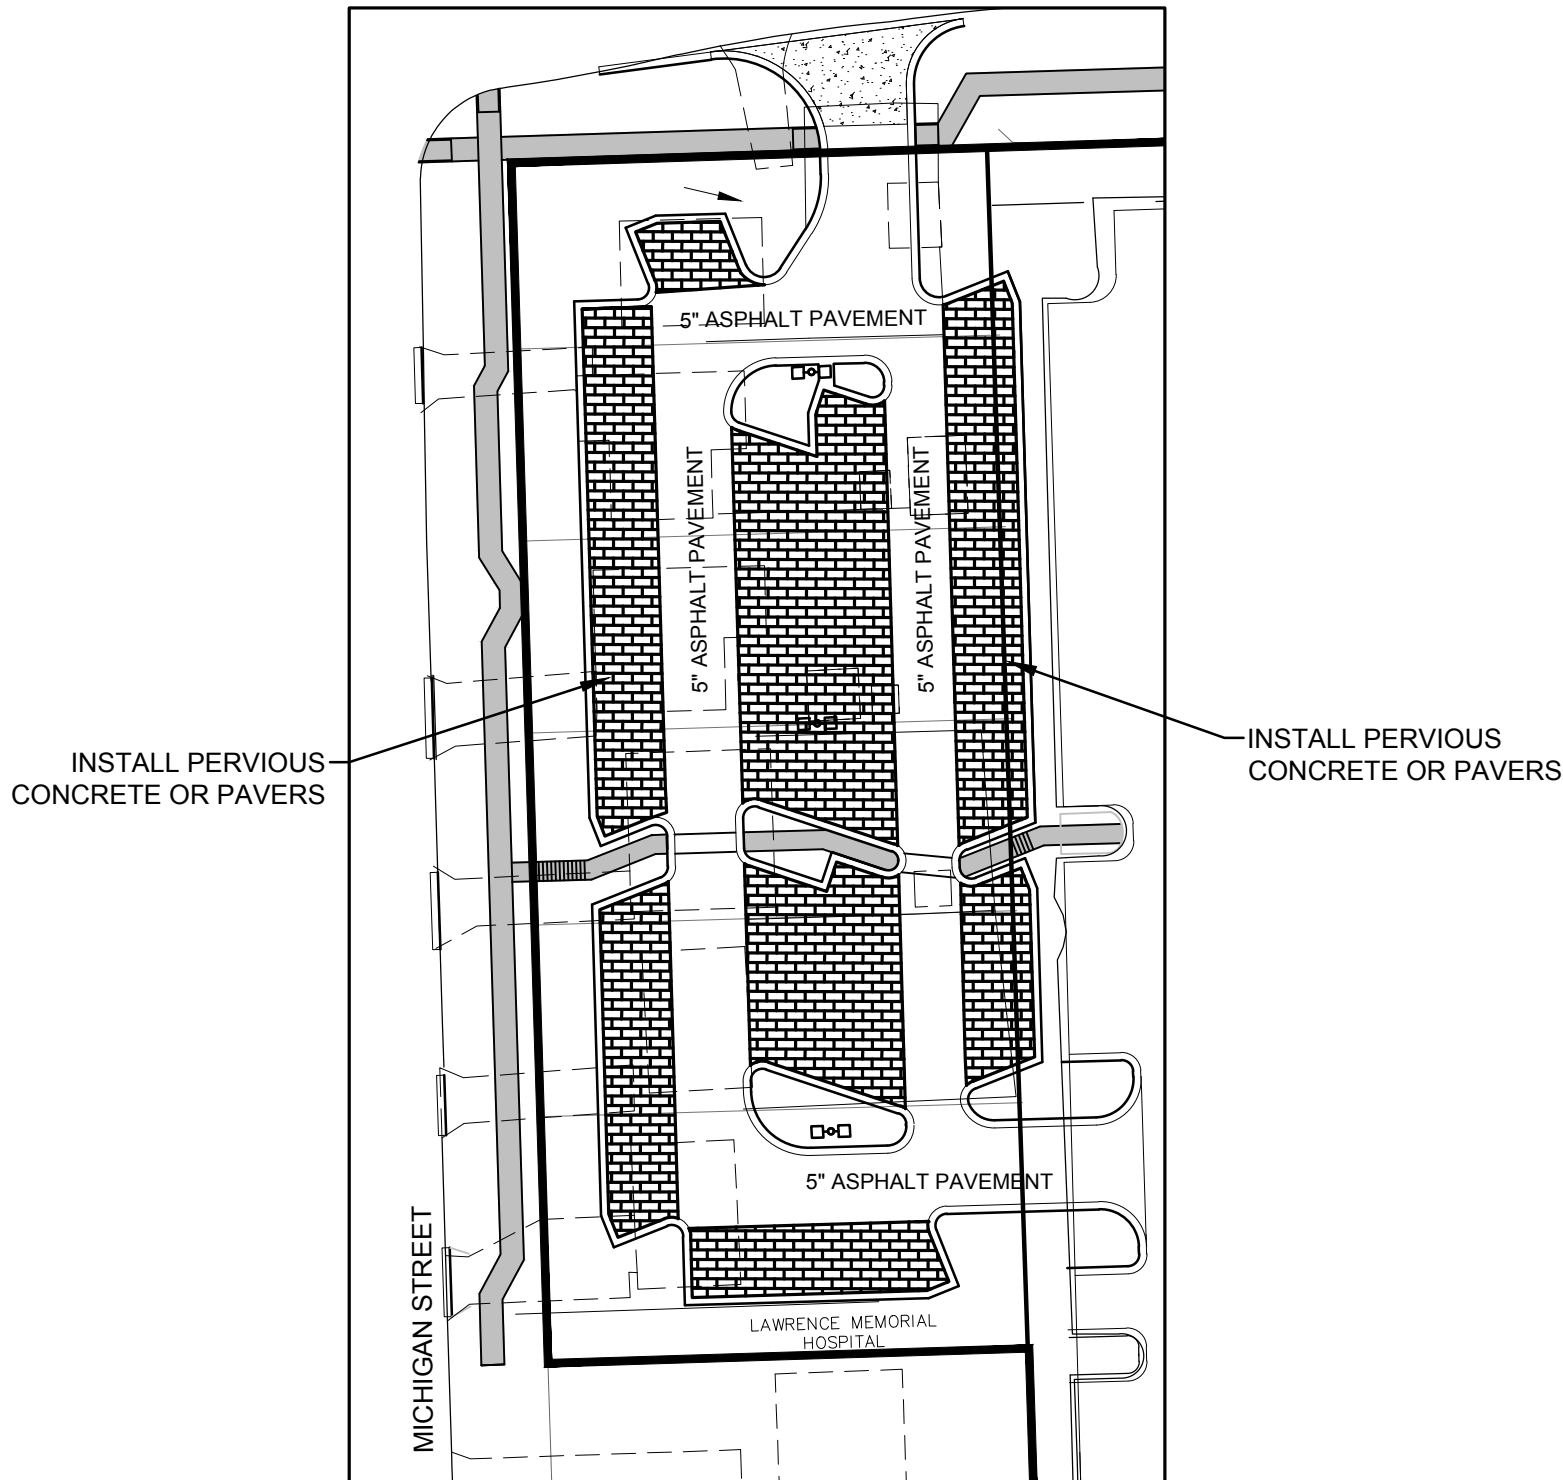 5" ASPHALT PAVEMENT
5" ASPHALT PAVEMENT
5" ASPHALT PAVEMENT
INSTALL PERVIOUS
CONCRETE OR PAVERS
INSTALL PERVIOUS
CONCRETE OR PAVERS
5" ASPHALT PAVEMENT
MICHIGAN STREET
LAWRENCE MEMORIAL
HOSPITAL